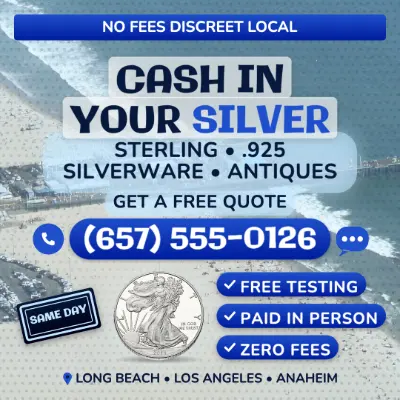 NO FEES DISCREET LOCAL
CASH IN
YOUR SILVER
STERLING • .925
SILVERWARE • ANTIQUES
GET A FREE QUOTE
(657) 555-0126
FREE TESTING
SAME DAY
PAID IN PERSON
ZERO FEES
LONG BEACH • LOS ANGELES • ANAHEIM